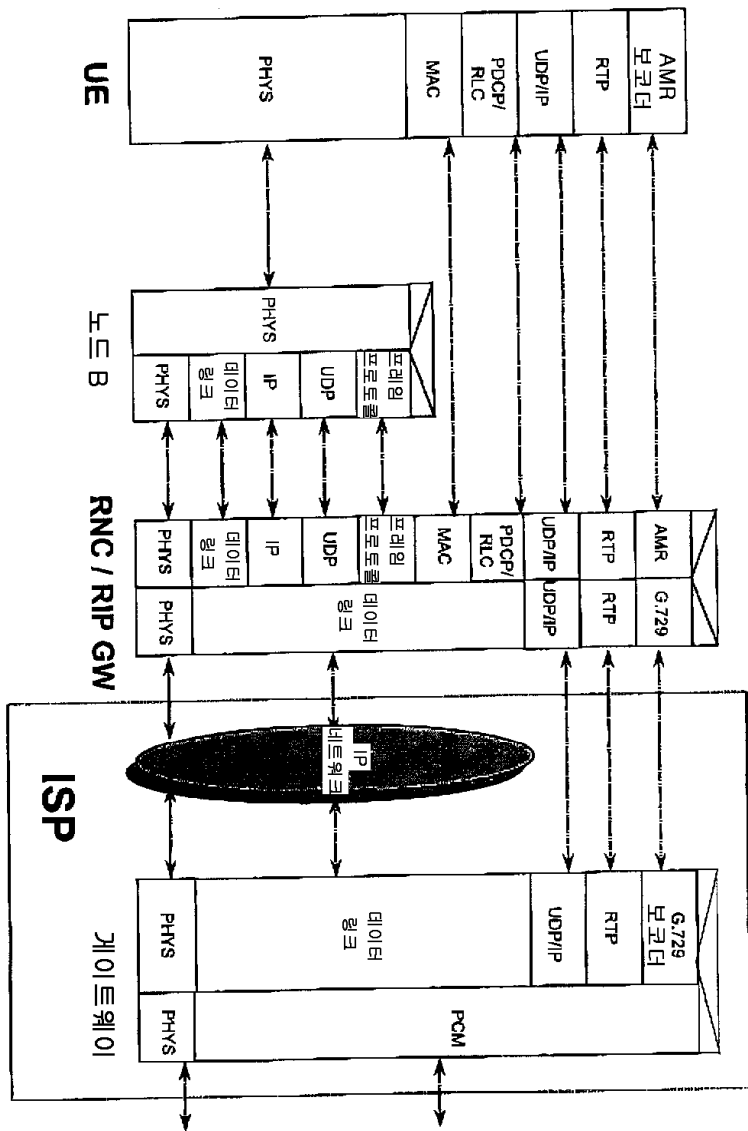 AMR
보코더
RTP
UDP/IP
PDCP/
RLC
MAC
PHYS
UE
PHYS
프레임
프로토콜
UDP
IP
데이터
링크
PHYS
노드 B
AMR
RTP
UDP/IP
PDCP/
RLC
MAC
프레임
프로토콜
UDP
IP
데이터
링크
PHYS
G.729
RTP
UDP/IP
데이터
링크
PHYS
RNC / RIP GW
IP
네트워크
ISP
G.729
보코더
RTP
UDP/IP
데이터
링크
PHYS
PCM
PHYS
게이트웨이